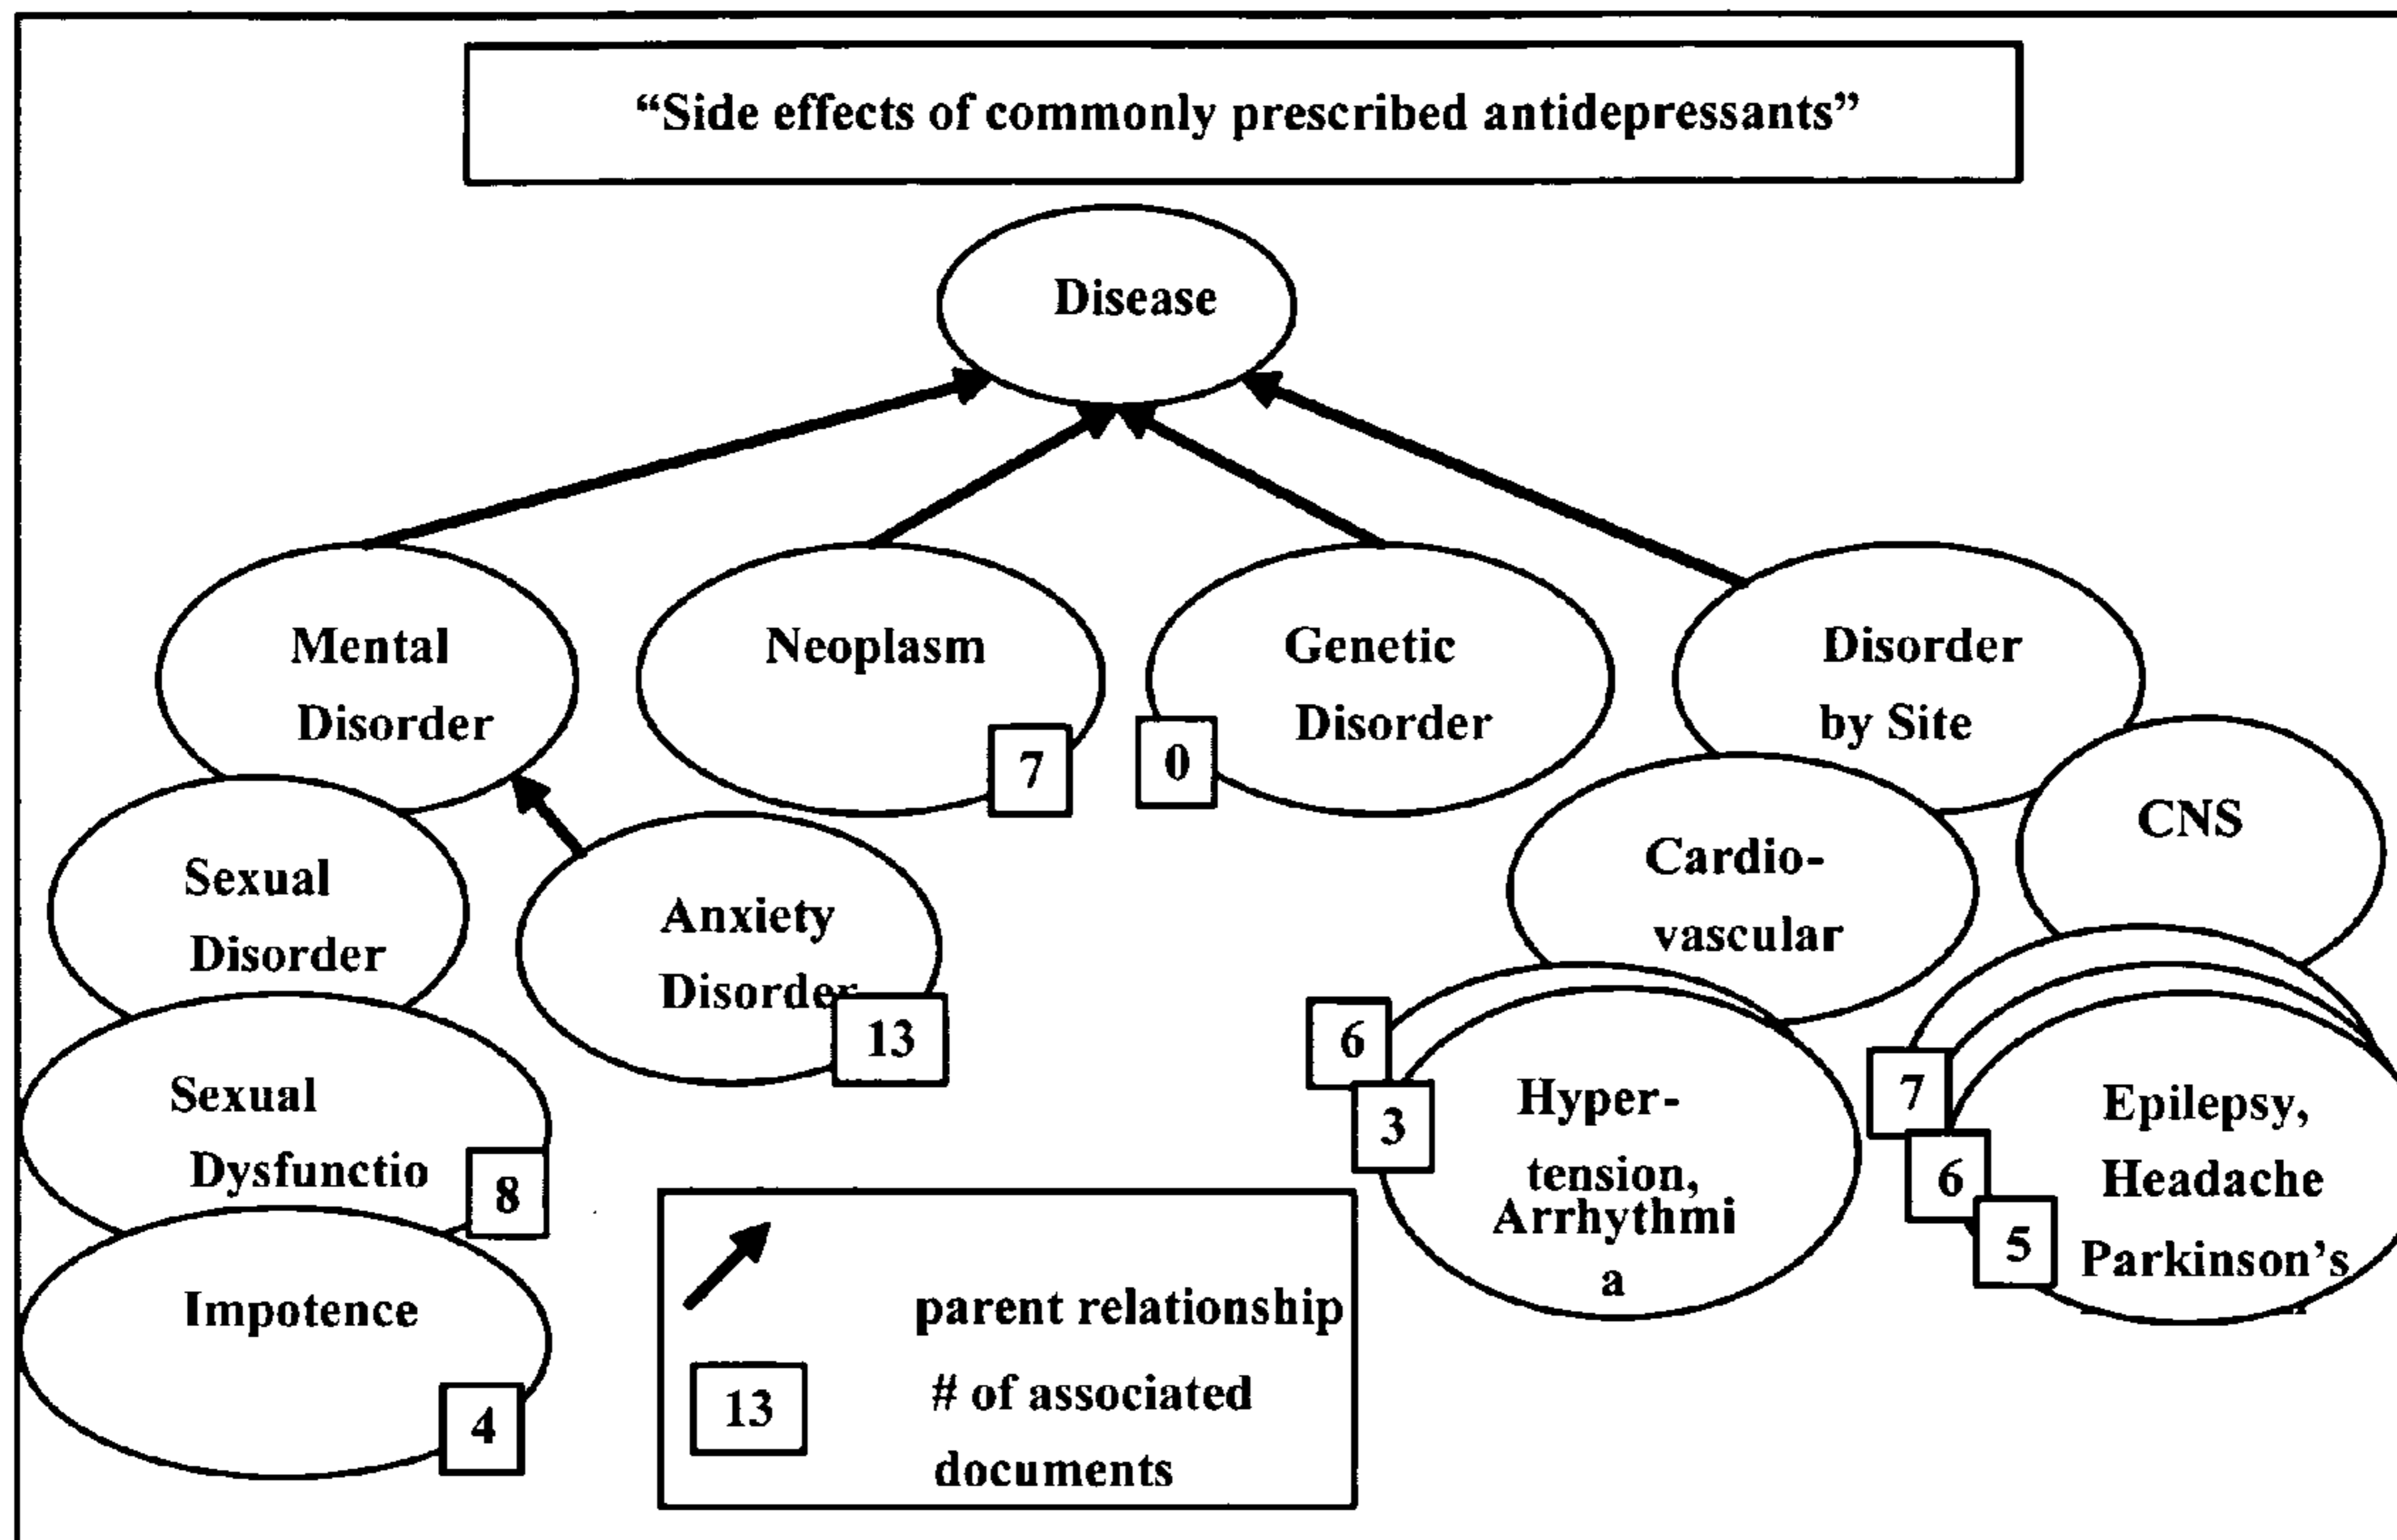 “Side effects of commonly prescribed antidepressants”
Disease
Mental
Disorder
Neoplasm
7
Genetic
Disorder
0
Disorder
by Site
Sexual
Disorder
Anxiety
Disorder
13
Cardio-
vascular
CNS
Sexual
Dysfunctio
8
Impotence
4
6
3
Hyper-
tension,
Arrhythmi
a
7
6
5
Epilepsy,
Headache
Parkinson’s
parent relationship
13
# of associated
documents